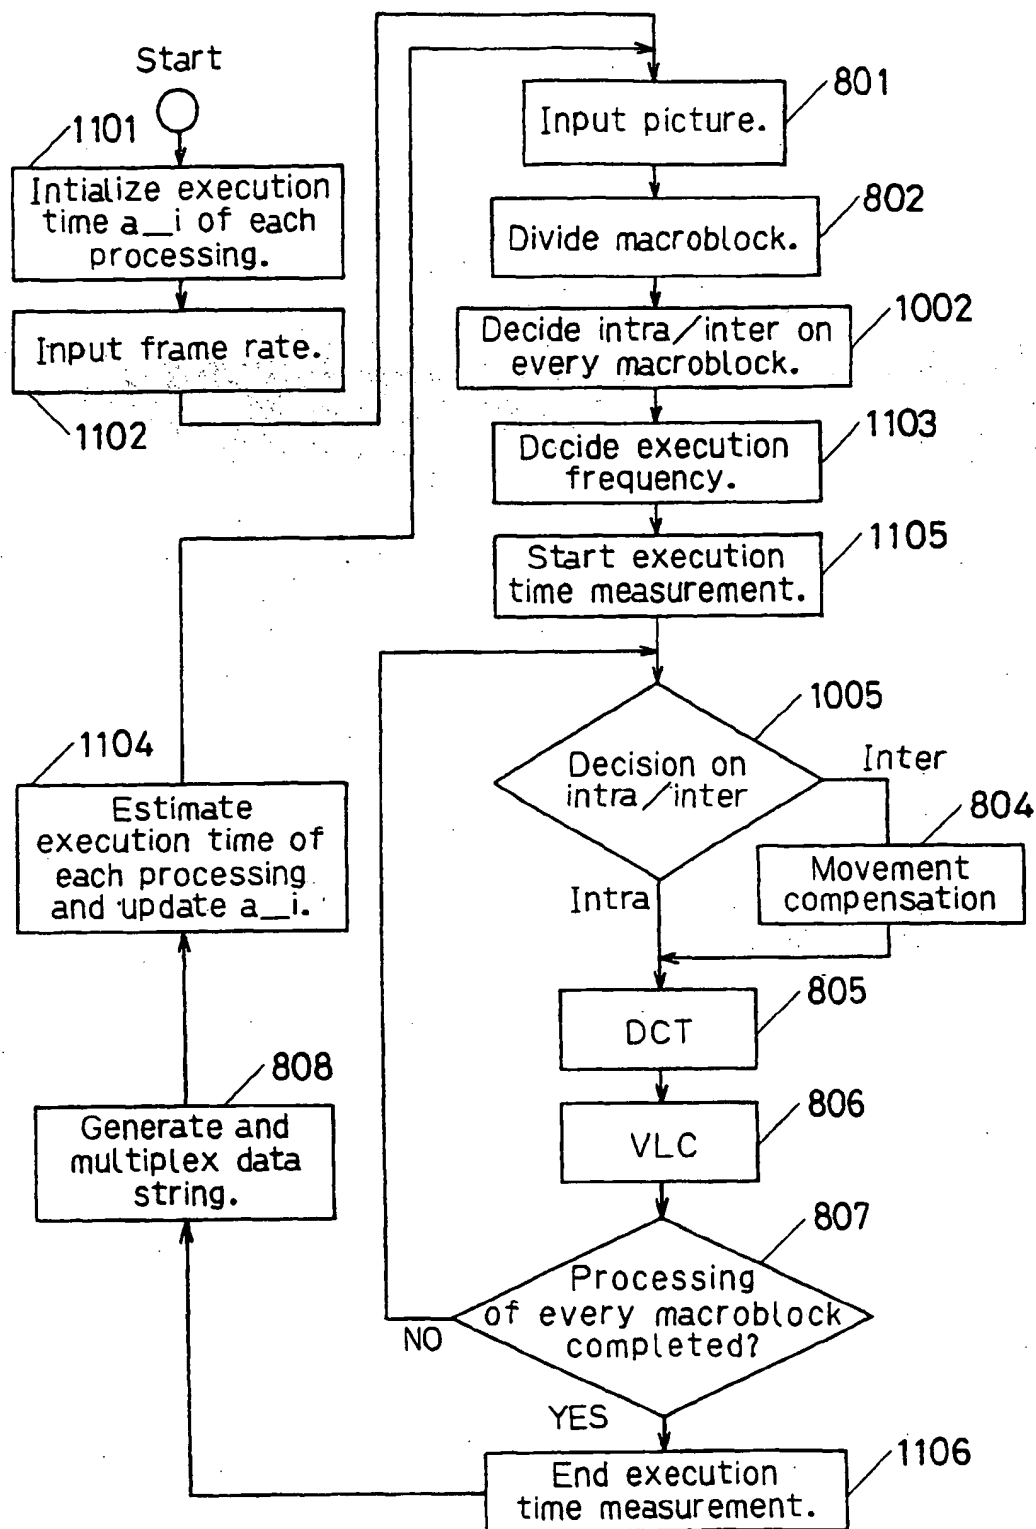 Start
1101
Intialize execution
time a__i of each
processing.
Input frame rate.
1102
801
Input picture.
802
Divide macroblock.
1002
Decide intra/inter on
every macroblock.
1103
Dccide execution
frequency.
1105
Start execution
time measurement.
1005
Decision on
intra/inter
Inter
Intra
804
Movement
compensation
805
DCT
806
VLC
807
Processing
of every macroblock
completed?
NO
YES
1106
End execution
time measurement.
808
Generate and
multiplex data
string.
1104
Estimate
execution time of
each processing
and update a__i.